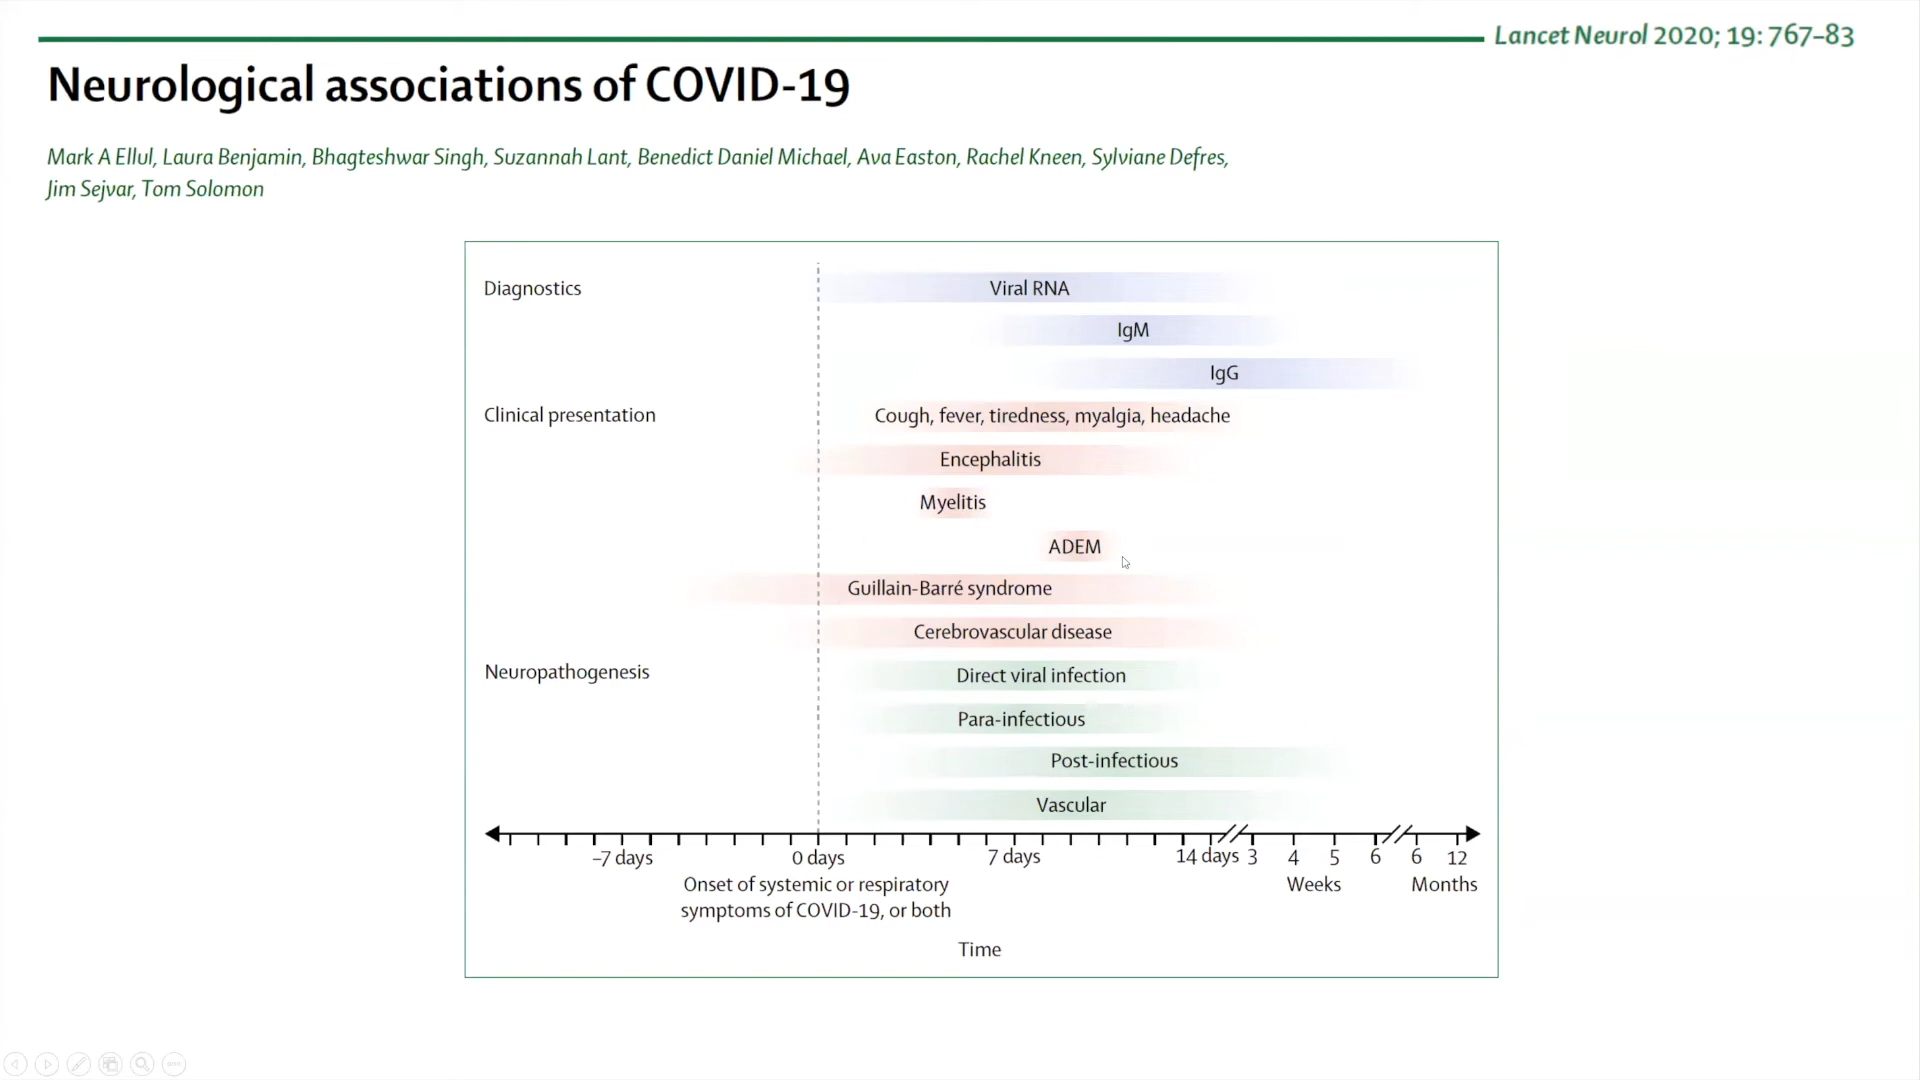 Lancet Neurol 2020; 19: 767–83
Neurological associations of COVID-19
Mark A Ellul, Laura Benjamin, Bhagteshwar Singh, Suzannah Lant, Benedict Daniel Michael, Ava Easton, Rachel Kneen, Sylviane Defres,
Jim Sejvar, Tom Solomon
Diagnostics
Viral RNA
IgM
IgG
Clinical presentation
Cough, fever, tiredness, myalgia, headache
Encephalitis
Myelitis
ADEM
Guillain-Barré syndrome
Cerebrovascular disease
Neuropathogenesis
Direct viral infection
Para-infectious
Post-infectious
Vascular
–7 days 0 days 7 days 14 days 3 4 5 6 6 12
Onset of systemic or respiratory Weeks Months
symptoms of COVID-19, or both
Time